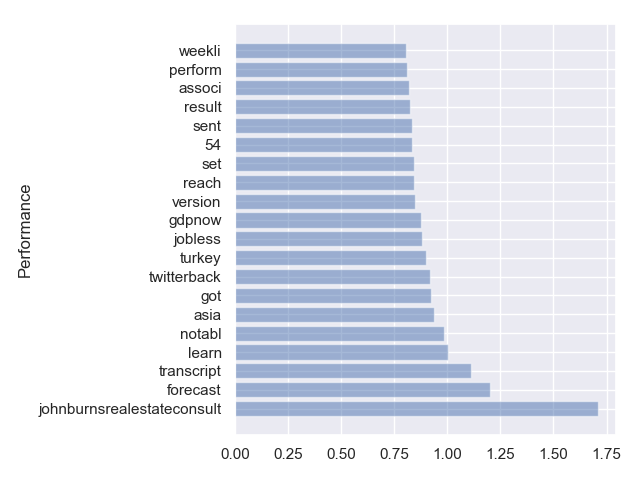 Performance
weekli
perform
associ
result
sent
54
set
reach
version
gdpnow
jobless
turkey
twitterback
got
asia
notabl
learn
transcript
forecast
johnburnsrealestateconsult
0.00 0.25 0.50 0.75 1.00 1.25 1.50 1.75